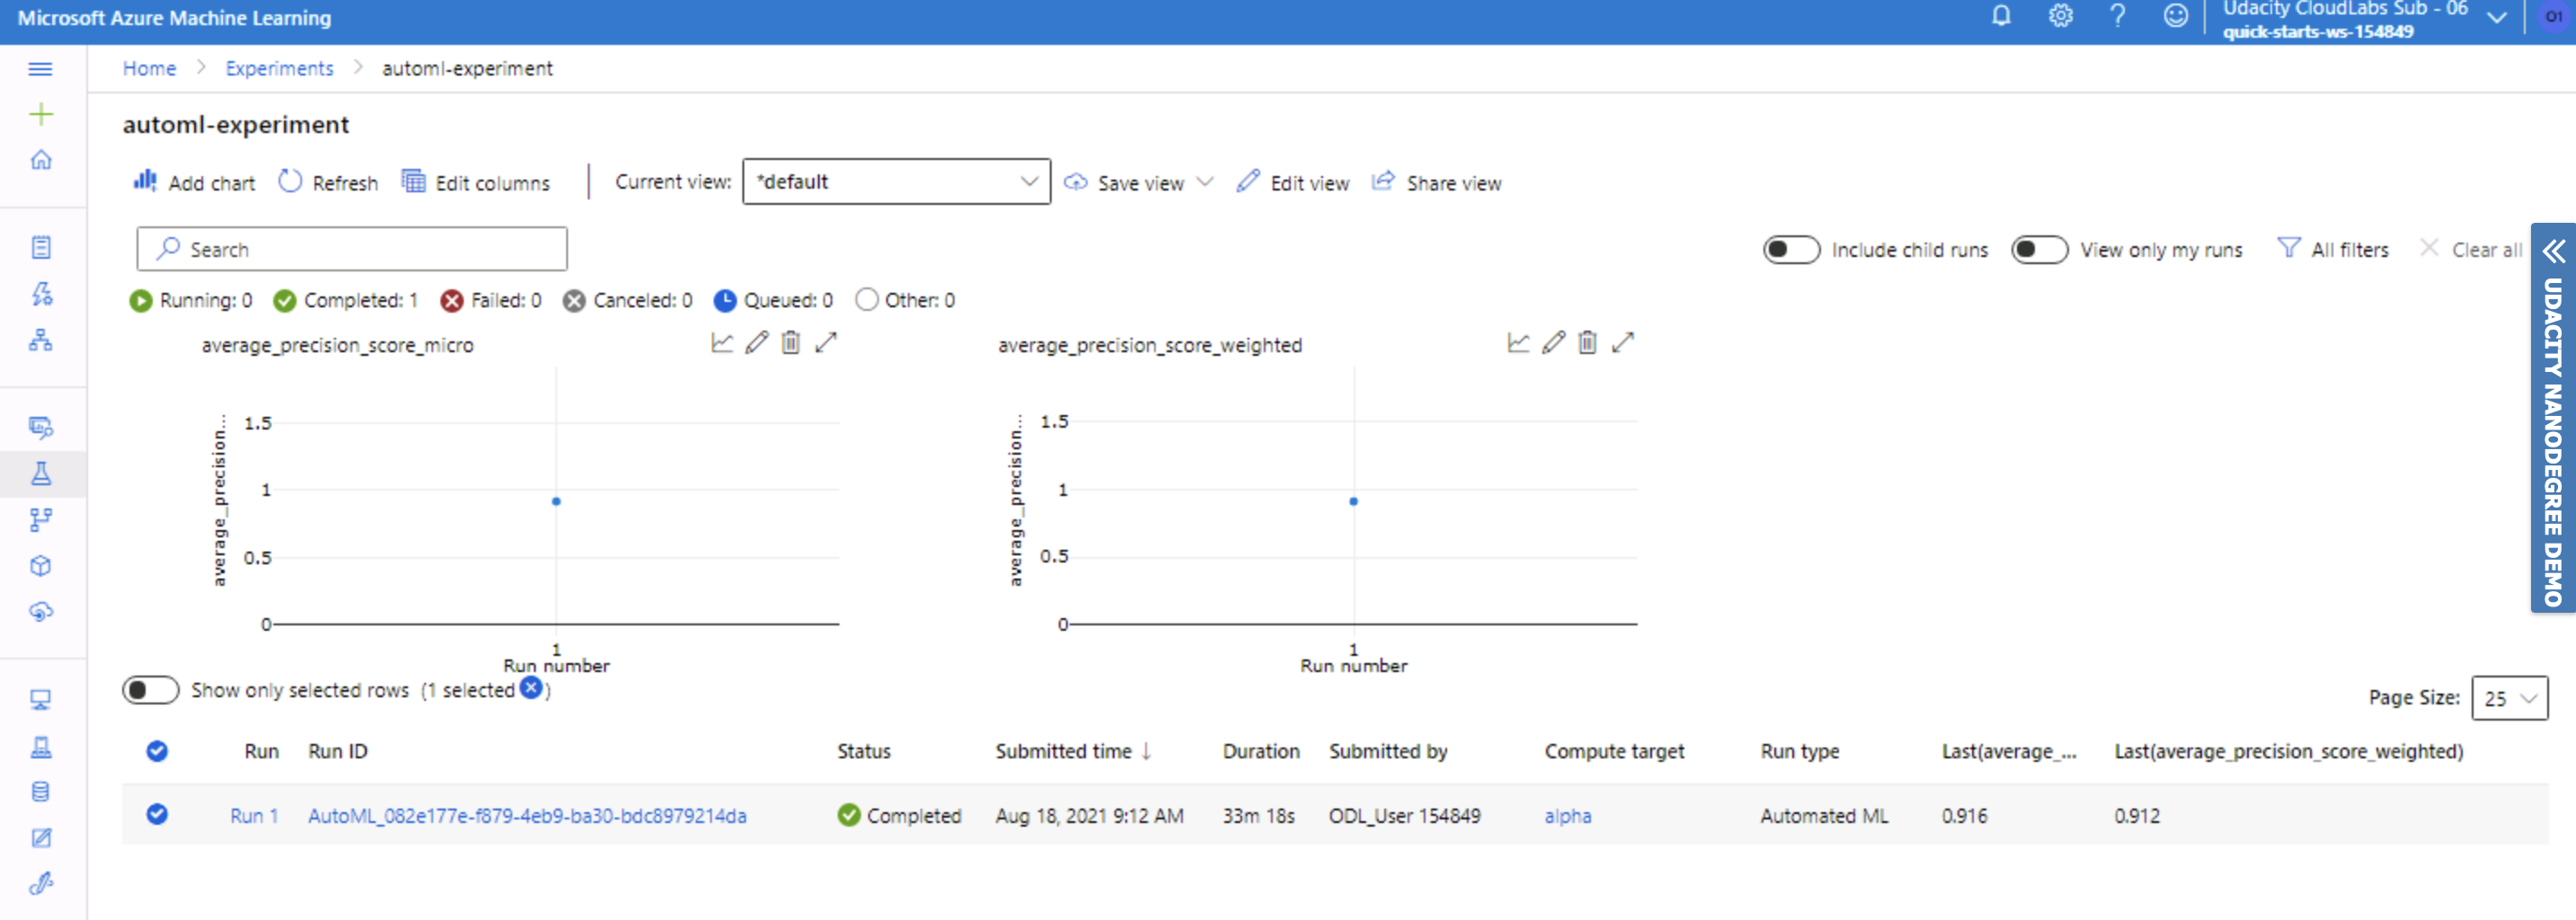 Microsoft Azure Machine Learning
Udacity CloudLabs Sub - 06
quick-starts-ws-154849
O1
Home > Experiments > automl-experiment
automl-experiment
Add chart Refresh Edit columns Current view: *default Save view Edit view Share view
Search Include child runs View only my runs All filters Clear all
Running: 0 Completed: 1 Failed: 0 Canceled: 0 Queued: 0 Other: 0
average_precision_score_micro
average_precision...
1.5
1
0.5
0
1
Run number
average_precision_score_weighted
average_precision...
1.5
1
0.5
0
1
Run number
UDACITY NANODEGREE DEMO
Show only selected rows (1 selected )
Page Size: 25
Run Run ID Status Submitted time ↓ Duration Submitted by Compute target Run type Last(average_... Last(average_precision_score_weighted)
Run 1 AutoML_082e177e-f879-4eb9-ba30-bdc8979214da Completed Aug 18, 2021 9:12 AM 33m 18s ODL_User 154849 alpha Automated ML 0.916 0.912